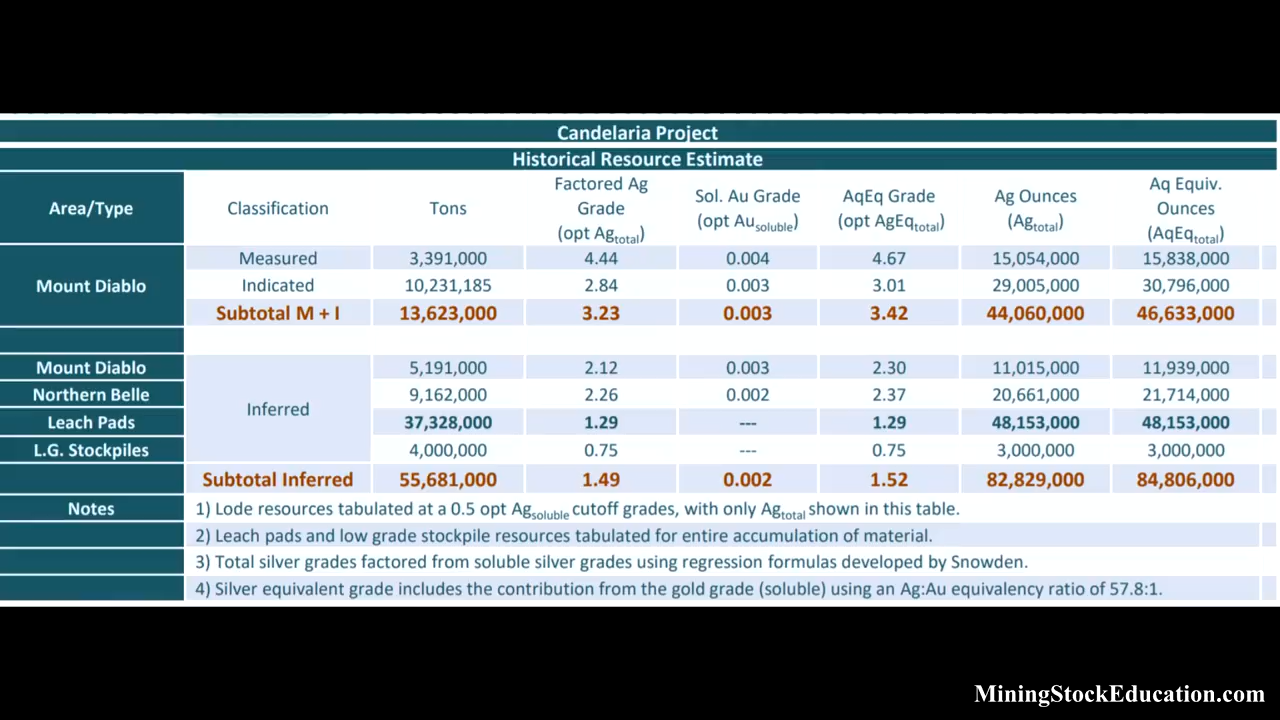 Candelaria Project
Historical Resource Estimate
Area/Type Classification Tons Factored Ag Grade (opt Agtotal) Sol. Au Grade (opt Ausoluble) AqEq Grade (opt AgEqtotal) Ag Ounces (Agtotal) Aq Equiv. Ounces (AqEqtotal)
Mount Diablo Measured 3,391,000 4.44 0.004 4.67 15,054,000 15,838,000
Indicated 10,231,185 2.84 0.003 3.01 29,005,000 30,796,000
Subtotal M + I 13,623,000 3.23 0.003 3.42 44,060,000 46,633,000
Mount Diablo Inferred 5,191,000 2.12 0.003 2.30 11,015,000 11,939,000
Northern Belle 9,162,000 2.26 0.002 2.37 20,661,000 21,714,000
Leach Pads 37,328,000 1.29 --- 1.29 48,153,000 48,153,000
L.G. Stockpiles 4,000,000 0.75 --- 0.75 3,000,000 3,000,000
Subtotal Inferred 55,681,000 1.49 0.002 1.52 82,829,000 84,806,000
Notes 1) Lode resources tabulated at a 0.5 opt Agsoluble cutoff grades, with only Agtotal shown in this table.
2) Leach pads and low grade stockpile resources tabulated for entire accumulation of material.
3) Total silver grades factored from soluble silver grades using regression formulas developed by Snowden.
4) Silver equivalent grade includes the contribution from the gold grade (soluble) using an Ag:Au equivalency ratio of 57.8:1.
MiningStockEducation.com